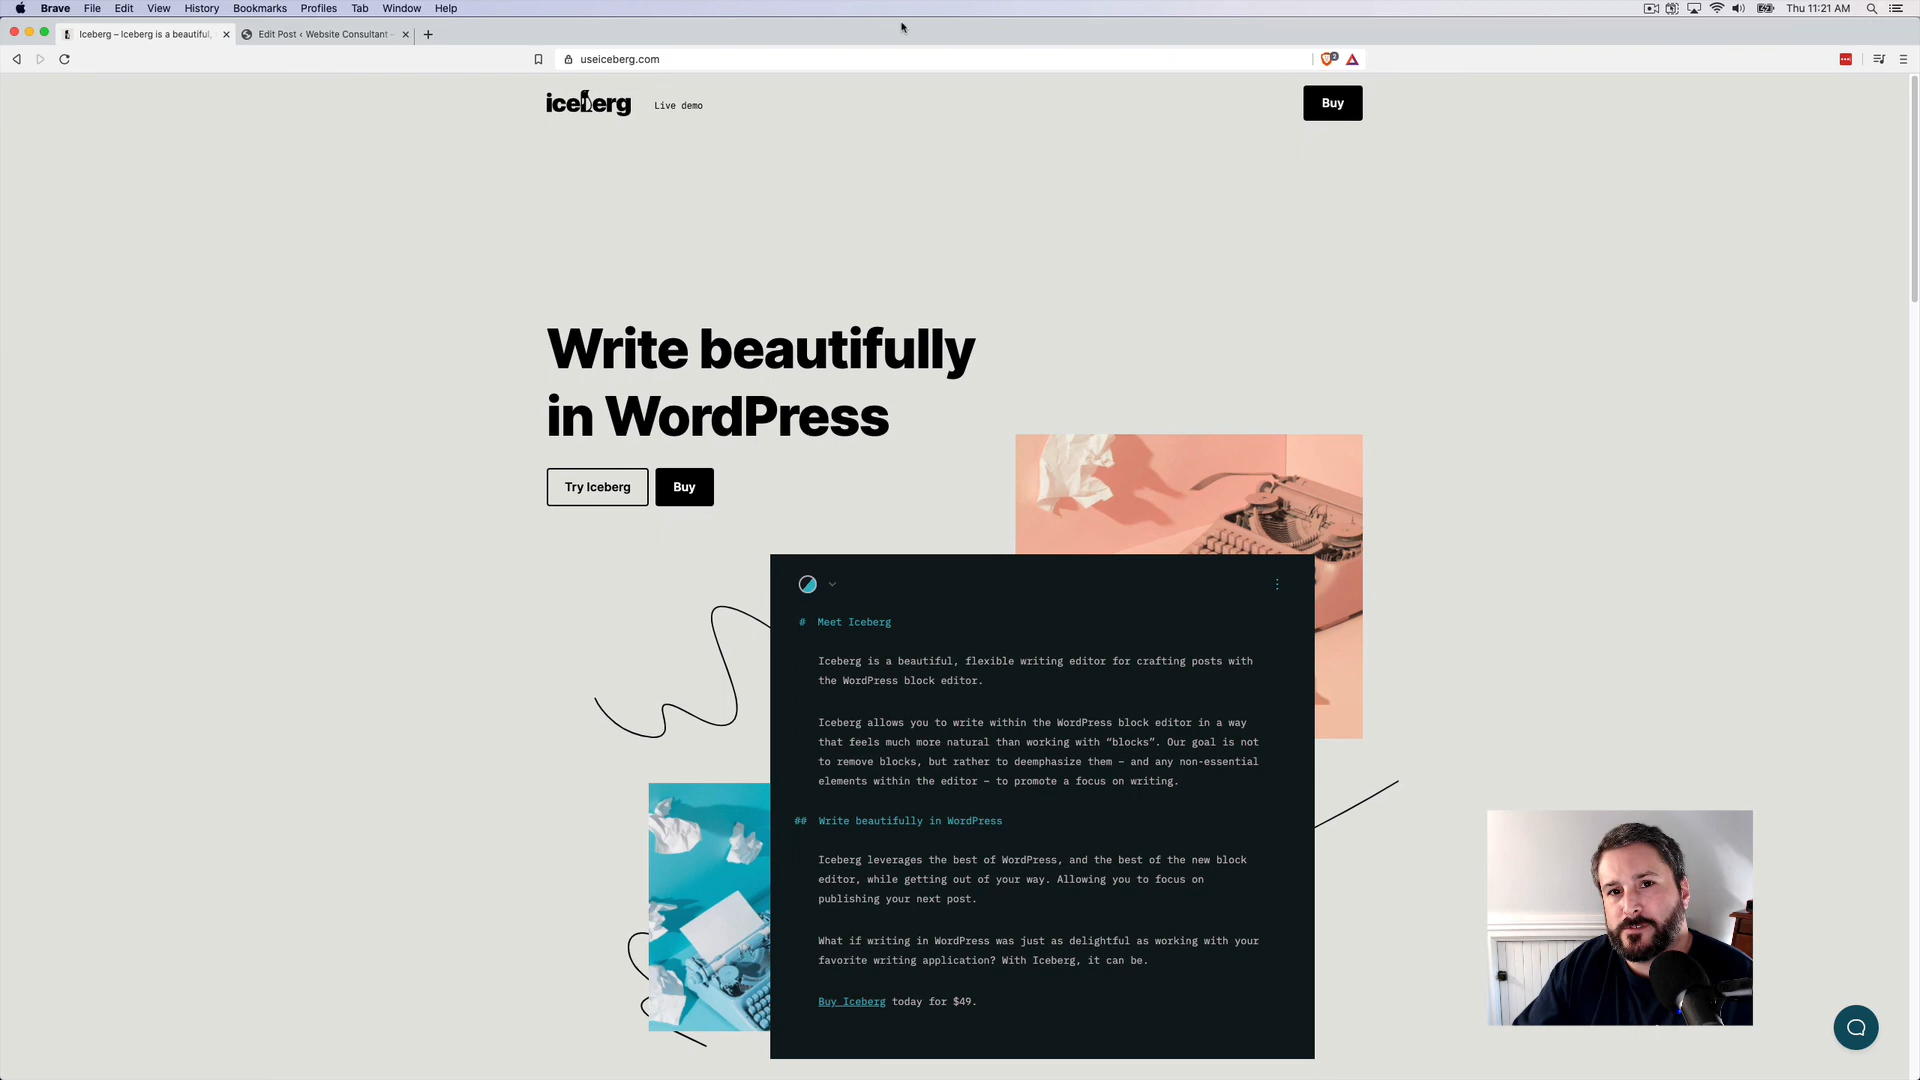 Brave File Edit View History Bookmarks Profiles Tab Window Help
Thu 11:21 AM
Iceberg – Iceberg is a beautiful,
Edit Post ‹ Website Consultant –
useiceberg.com
2
iceberg
Live demo
Buy
Write beautifully
in WordPress
Try Iceberg
Buy
# Meet Iceberg
Iceberg is a beautiful, flexible writing editor for crafting posts with
the WordPress block editor.
Iceberg allows you to write within the WordPress block editor in a way
that feels much more natural than working with “blocks”. Our goal is not
to remove blocks, but rather to deemphasize them – and any non-essential
elements within the editor – to promote a focus on writing.
## Write beautifully in WordPress
Iceberg leverages the best of WordPress, and the best of the new block
editor, while getting out of your way. Allowing you to focus on
publishing your next post.
What if writing in WordPress was just as delightful as working with your
favorite writing application? With Iceberg, it can be.
Buy Iceberg today for $49.